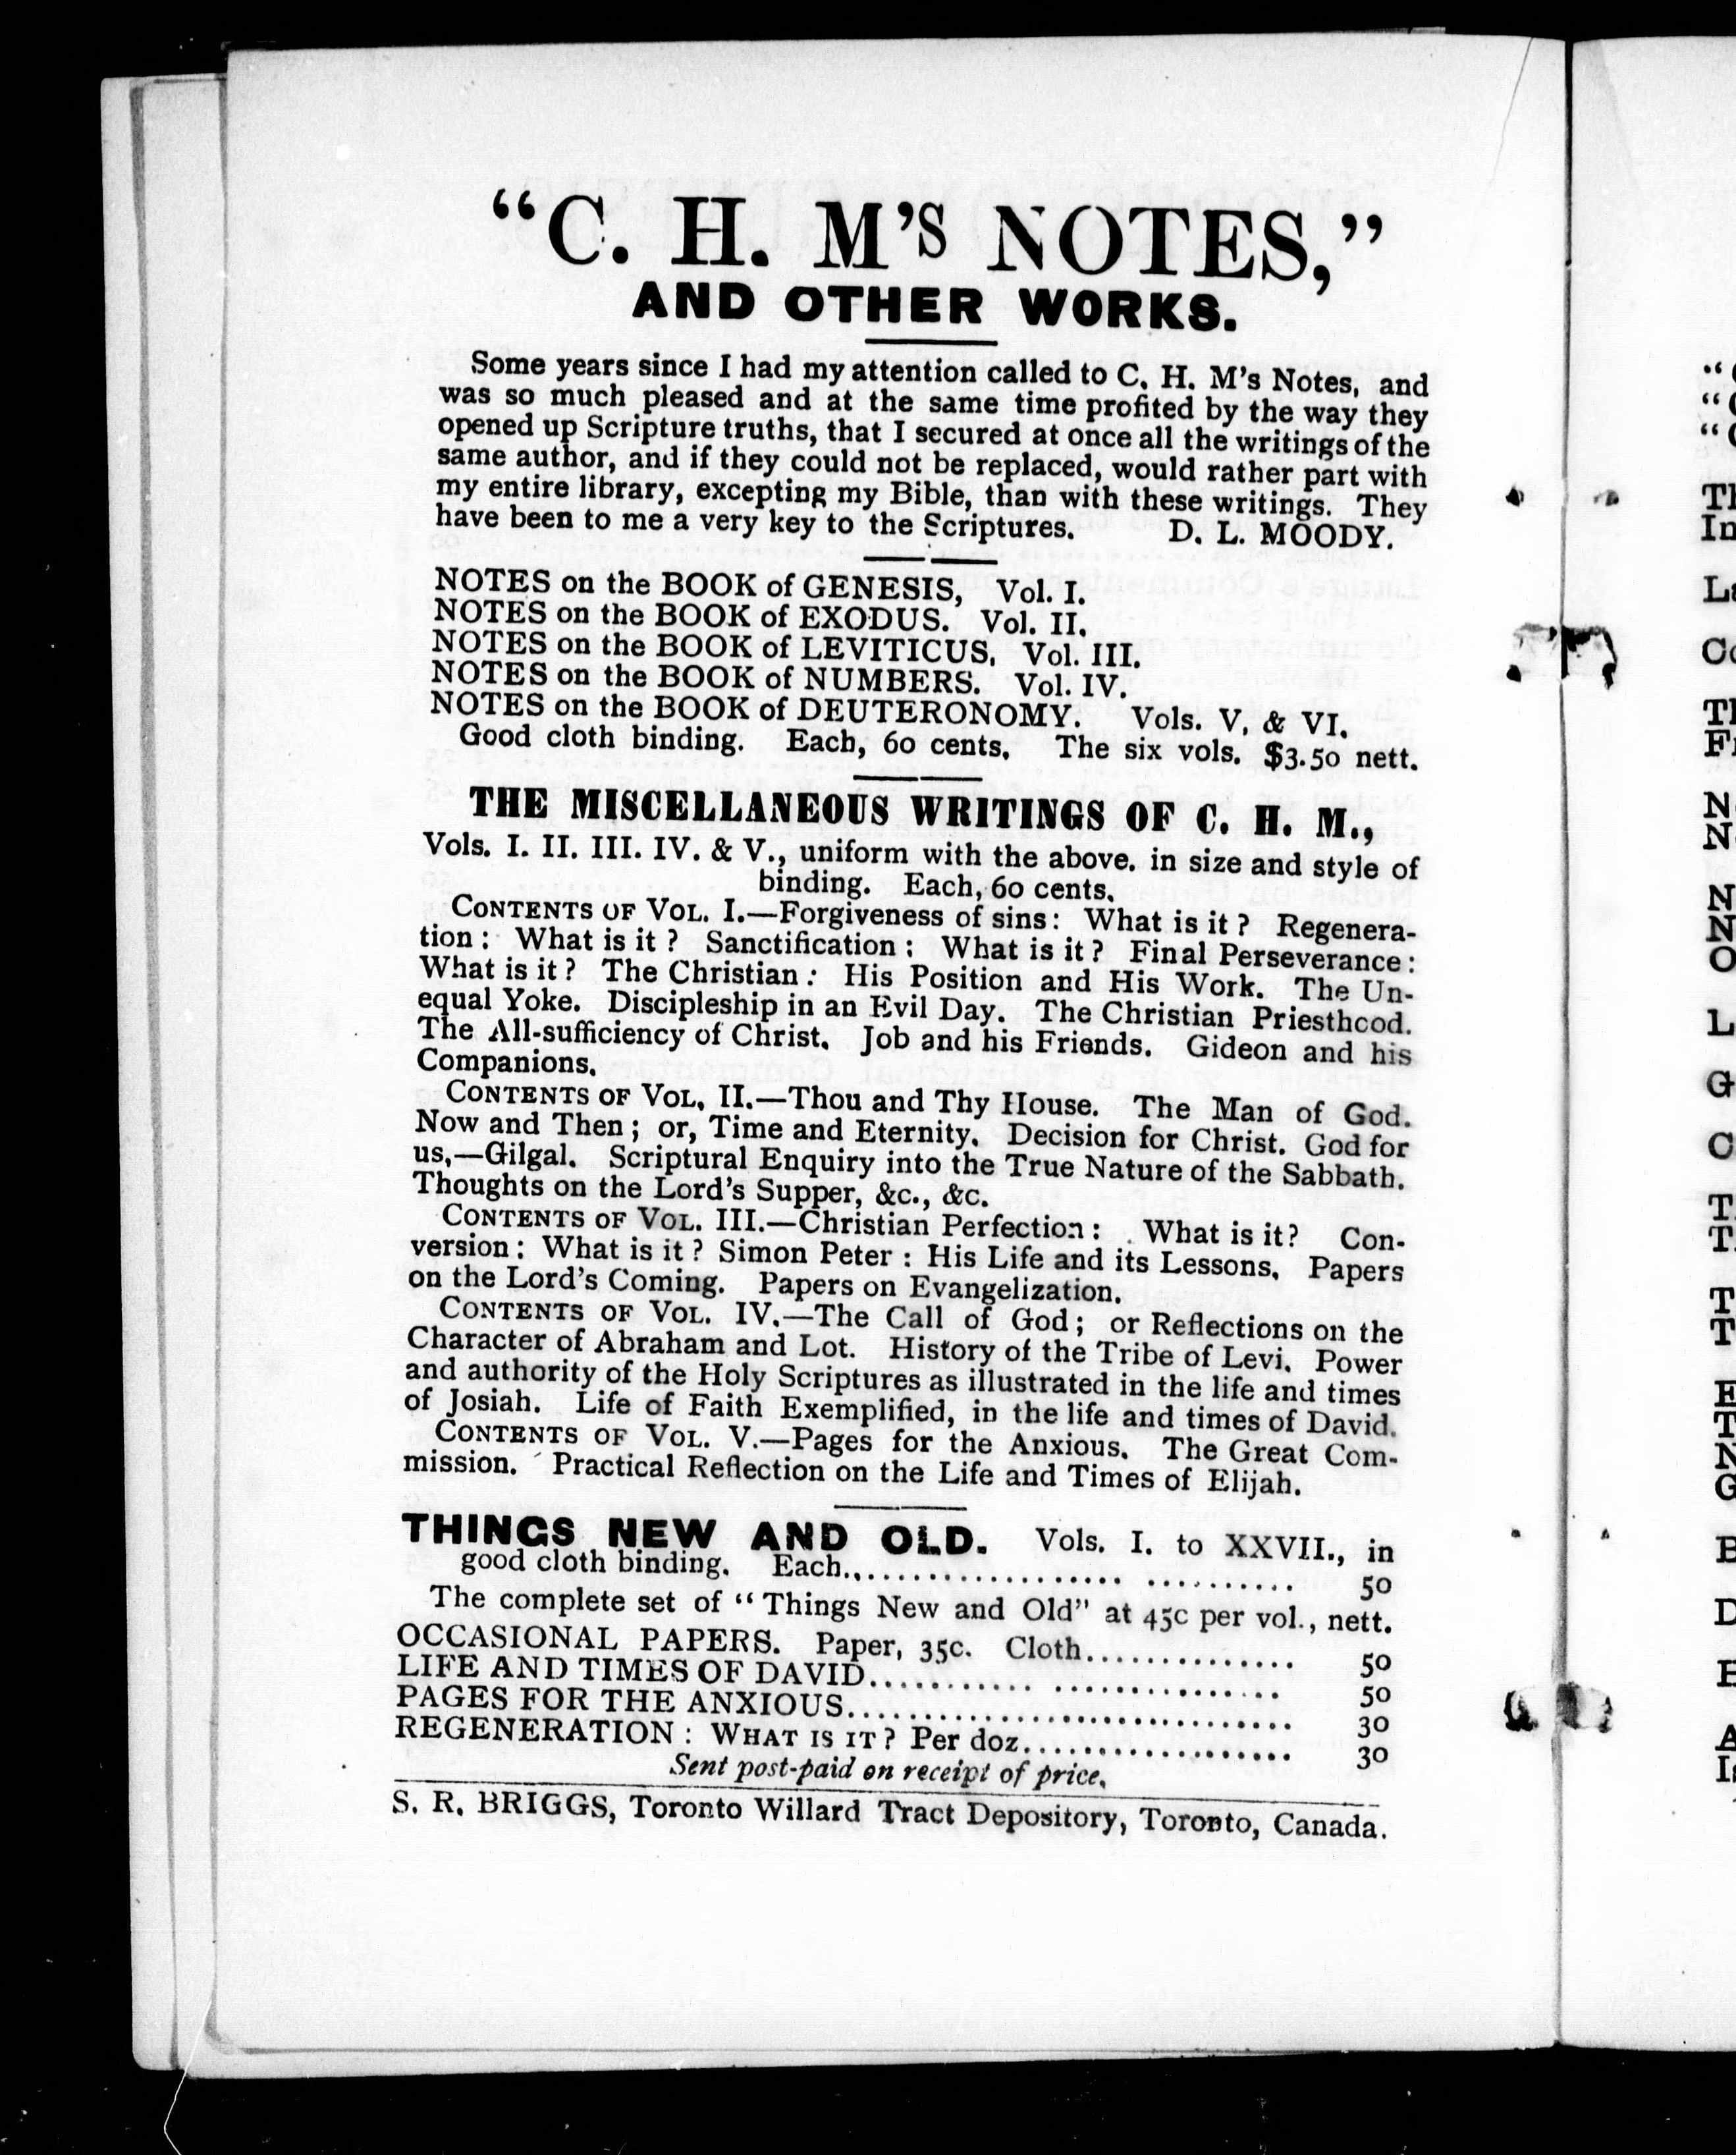 “C. H. M’S NOTES,”
AND OTHER WORKS.
Some years since I had my attention called to C. H. M's Notes, and
was so much pleased and at the same time profited by the way they
opened up Scripture truths, that I secured at once all the writings of the
same author, and if they could not be replaced, would rather part with
my entire library, excepting my Bible, than with these writings. They
have been to me a very key to the Scriptures. D. L. MOODY.
NOTES on the BOOK of GENESIS, Vol. I.
NOTES on the BOOK of EXODUS. Vol. II.
NOTES on the BOOK of LEVITICUS. Vol. III.
NOTES on the BOOK of NUMBERS. Vol. IV.
NOTES on the BOOK of DEUTERONOMY. Vols. V. & VI.
Good cloth binding. Each, 60 cents. The six vols. $3.50 nett.
THE MISCELLANEOUS WRITINGS OF C. H. M.,
Vols. I. II. III. IV. & V., uniform with the above. in size and style of
binding. Each, 60 cents.
CONTENTS OF VOL. I.—Forgiveness of sins: What is it? Regenera-
tion: What is it? Sanctification: What is it? Final Perseverance:
What is it? The Christian: His Position and His Work. The Un-
equal Yoke. Discipleship in an Evil Day. The Christian Priesthood.
The All-sufficiency of Christ. Job and his Friends. Gideon and his
Companions.
CONTENTS OF VOL. II.—Thou and Thy House. The Man of God.
Now and Then; or, Time and Eternity. Decision for Christ. God for
us.—Gilgal. Scriptural Enquiry into the True Nature of the Sabbath.
Thoughts on the Lord's Supper, &c., &c.
CONTENTS OF VOL. III.—Christian Perfection: What is it? Con-
version: What is it? Simon Peter: His Life and its Lessons. Papers
on the Lord's Coming. Papers on Evangelization.
CONTENTS OF VOL. IV.—The Call of God; or Reflections on the
Character of Abraham and Lot. History of the Tribe of Levi. Power
and authority of the Holy Scriptures as illustrated in the life and times
of Josiah. Life of Faith Exemplified, in the life and times of David.
CONTENTS OF VOL. V.—Pages for the Anxious. The Great Com-
mission. Practical Reflection on the Life and Times of Elijah.
THINGS NEW AND OLD. Vols. I. to XXVII., in
good cloth binding. Each.............................. 50
The complete set of “Things New and Old” at 45c per vol., nett.
OCCASIONAL PAPERS. Paper, 35c. Cloth.............. 50
LIFE AND TIMES OF DAVID........................... 50
PAGES FOR THE ANXIOUS.............................. 30
REGENERATION: WHAT IS IT? Per doz.................... 30
Sent post-paid on receipt of price.
S. R. BRIGGS, Toronto Willard Tract Depository, Toronto, Canada.